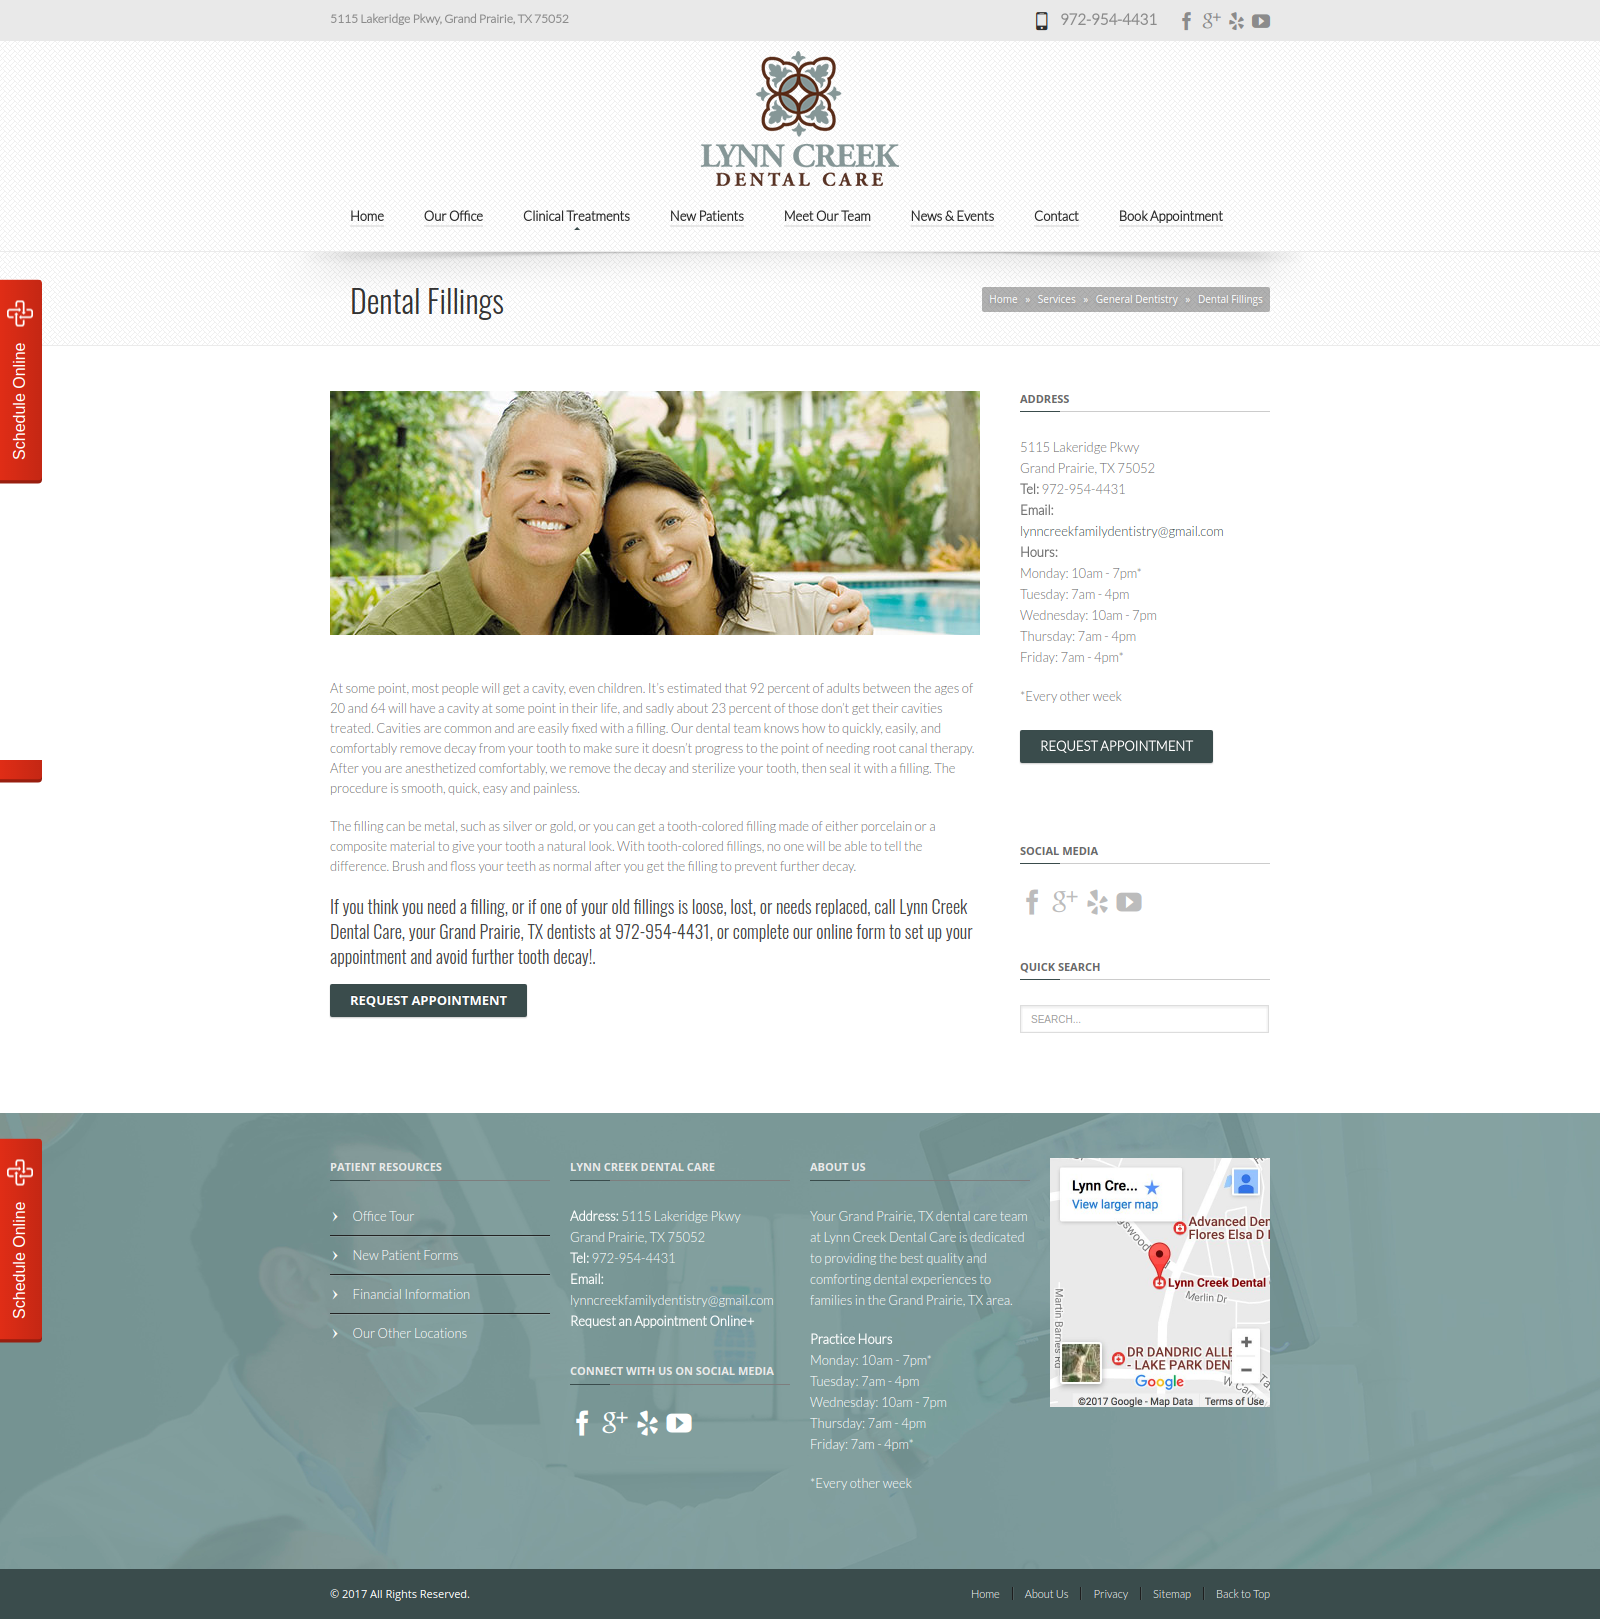 5115 Lakeridge Pkwy, Grand Prairie, TX 75052
972-954-4431
LYNN CREEK
DENTAL CARE
Home Our Office Clinical Treatments New Patients Meet Our Team News & Events Contact Book Appointment
Dental Fillings
Home » Services » General Dentistry » Dental Fillings
Schedule Online
At some point, most people will get a cavity, even children. It's estimated that 92 percent of adults between the ages of
20 and 64 will have a cavity at some point in their life, and sadly about 23 percent of those don't get their cavities
treated. Cavities are common and are easily fixed with a filling. Our dental team knows how to quickly, easily, and
comfortably remove decay from your tooth to make sure it doesn't progress to the point of needing root canal therapy.
After you are anesthetized comfortably, we remove the decay and sterilize your tooth, then seal it with a filling. The
procedure is smooth, quick, easy and painless.
The filling can be metal, such as silver or gold, or you can get a tooth-colored filling made of either porcelain or a
composite material to give your tooth a natural look. With tooth-colored fillings, no one will be able to tell the
difference. Brush and floss your teeth as normal after you get the filling to prevent further decay.
If you think you need a filling, or if one of your old fillings is loose, lost, or needs replaced, call Lynn Creek
Dental Care, your Grand Prairie, TX dentists at 972-954-4431, or complete our online form to set up your
appointment and avoid further tooth decay!.
REQUEST APPOINTMENT
ADDRESS
5115 Lakeridge Pkwy
Grand Prairie, TX 75052
Tel: 972-954-4431
Email:
lynncreekfamilydentistry@gmail.com
Hours:
Monday: 10am - 7pm*
Tuesday: 7am - 4pm
Wednesday: 10am - 7pm
Thursday: 7am - 4pm
Friday: 7am - 4pm*
*Every other week
REQUEST APPOINTMENT
SOCIAL MEDIA
QUICK SEARCH
SEARCH...
Schedule Online
PATIENT RESOURCES
Office Tour
New Patient Forms
Financial Information
Our Other Locations
LYNN CREEK DENTAL CARE
Address: 5115 Lakeridge Pkwy
Grand Prairie, TX 75052
Tel: 972-954-4431
Email:
lynncreekfamilydentistry@gmail.com
Request an Appointment Online+
CONNECT WITH US ON SOCIAL MEDIA
ABOUT US
Your Grand Prairie, TX dental care team
at Lynn Creek Dental Care is dedicated
to providing the best quality and
comforting dental experiences to
families in the Grand Prairie, TX area.
Practice Hours
Monday: 10am - 7pm*
Tuesday: 7am - 4pm
Wednesday: 10am - 7pm
Thursday: 7am - 4pm
Friday: 7am - 4pm*
*Every other week
Lynn Cre...
View larger map
Advanced Den
Flores Elsa D
Lynn Creek Dental
Merlin Dr
Martin Barnes Rd
DR DANDRIC ALLE
- LAKE PARK DEN
Google
©2017 Google - Map Data Terms of Use
© 2017 All Rights Reserved.
Home About Us Privacy Sitemap Back to Top